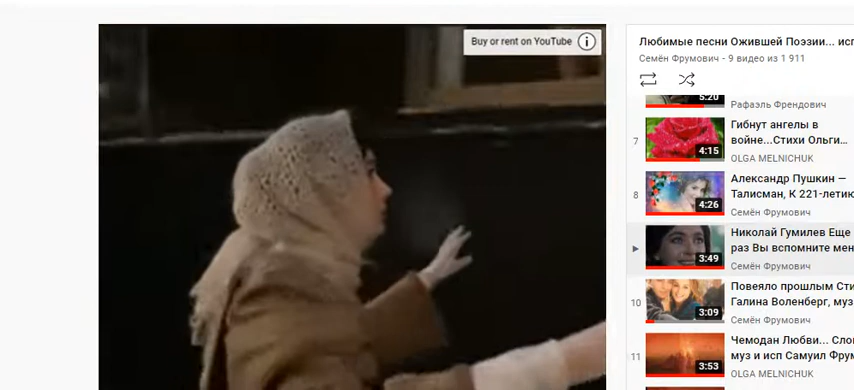 Buy or rent on YouTube
Любимые песни Ожившей Поэзии... исп
Семён Фрумович - 9 видео из 1 911
5:20
Рафаэль Френдович
7
Гибнут ангелы в
войне...Стихи Ольги...
4:15
OLGA MELNICHUK
8
Александр Пушкин —
Талисман, К 221-летию
4:26
Семён Фрумович
Николай Гумилев Еще
раз Вы вспомните мен
3:49
Семён Фрумович
10
Повеяло прошлым Сти
Галина Воленберг, муз
3:09
Семён Фрумович
11
Чемодан Любви... Сло
муз и исп Самуил Фрум
3:53
OLGA MELNICHUK